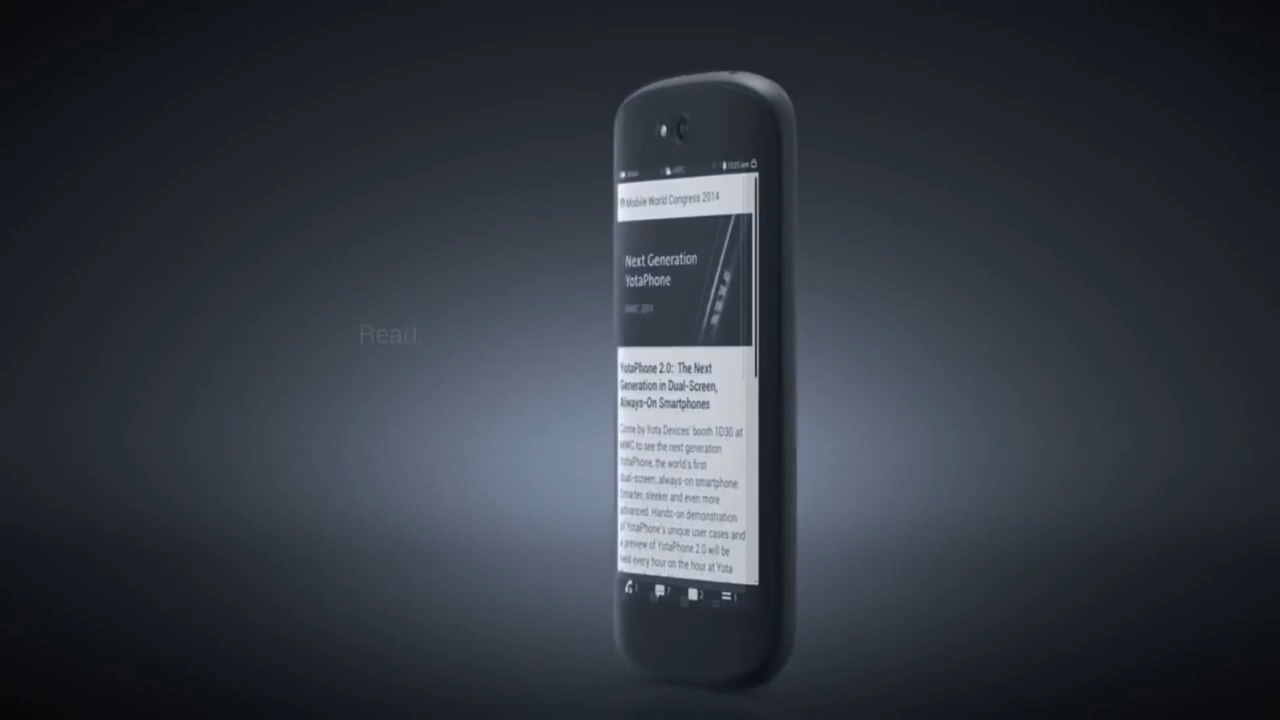 Read.
Mobile World Congress 2014
Next Generation
YotaPhone
YotaPhone 2.0: The Next
Generation in Dual-Screen,
Always-On Smartphones
Come by Yota Devices' booth 1D30 at
MWC to see the next generation
YotaPhone, the world's first
dual-screen, always-on smartphone.
Smarter, sleeker and even more
advanced. Hands-on demonstration
of YotaPhone's unique user cases and
a preview of YotaPhone 2.0 will be
held every hour on the hour at Yota